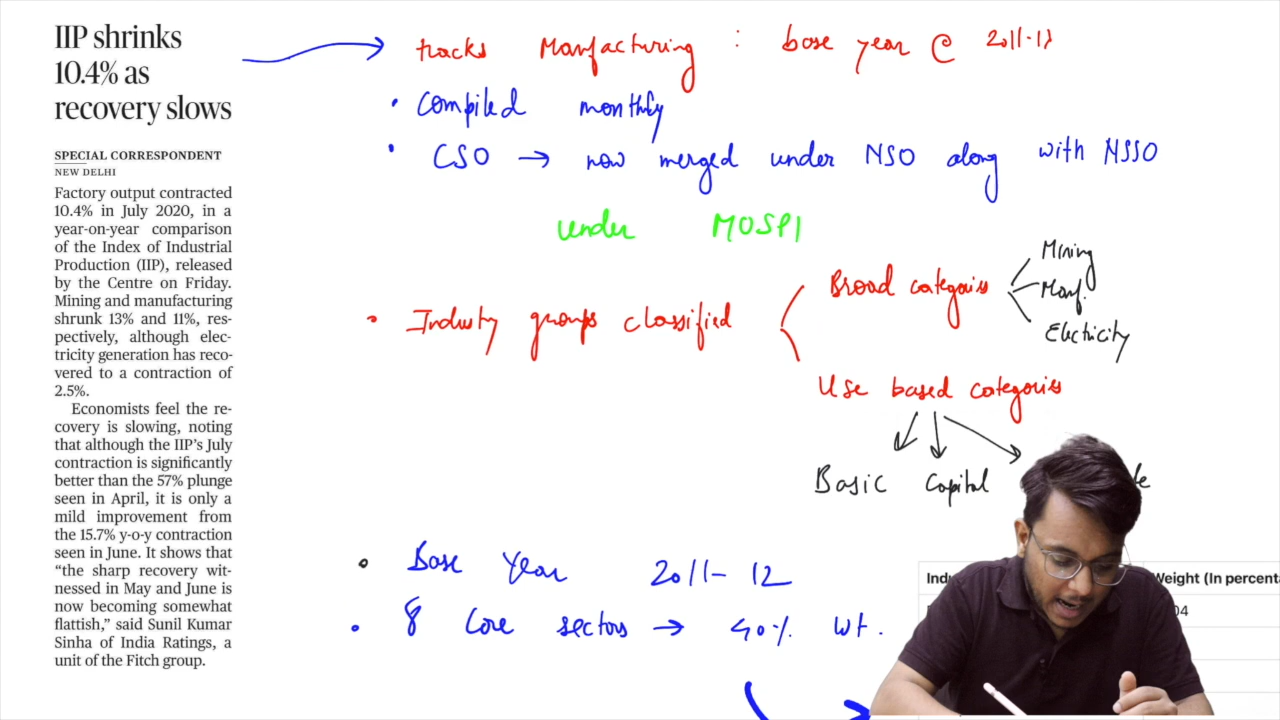 IIP shrinks
10.4% as
recovery slows
SPECIAL CORRESPONDENT
NEW DELHI
Factory output contracted
10.4% in July 2020, in a
year-on-year comparison
of the Index of Industrial
Production (IIP), released
by the Centre on Friday.
Mining and manufacturing
shrunk 13% and 11%, res-
pectively, although elec-
tricity generation has reco-
vered to a contraction of
2.5%.
Economists feel the re-
covery is slowing, noting
that although the IIP's July
contraction is significantly
better than the 57% plunge
seen in April, it is only a
mild improvement from
the 15.7% y-o-y contraction
seen in June. It shows that
"the sharp recovery wit-
nessed in May and June is
now becoming somewhat
flattish," said Sunil Kumar
Sinha of India Ratings, a
unit of the Fitch group.
tracks Manfacturing : base year @
• Compiled monthly
• CSO → now merged under NSO along with NSSO
under MOSPI
• Industry groups classified
Broad categories
Mining
Manf.
Electricity
Use based categories
Basic Capital
• Base Year 2011-12
• 8 Core sectors → 40% Wt.
Weight (In
04